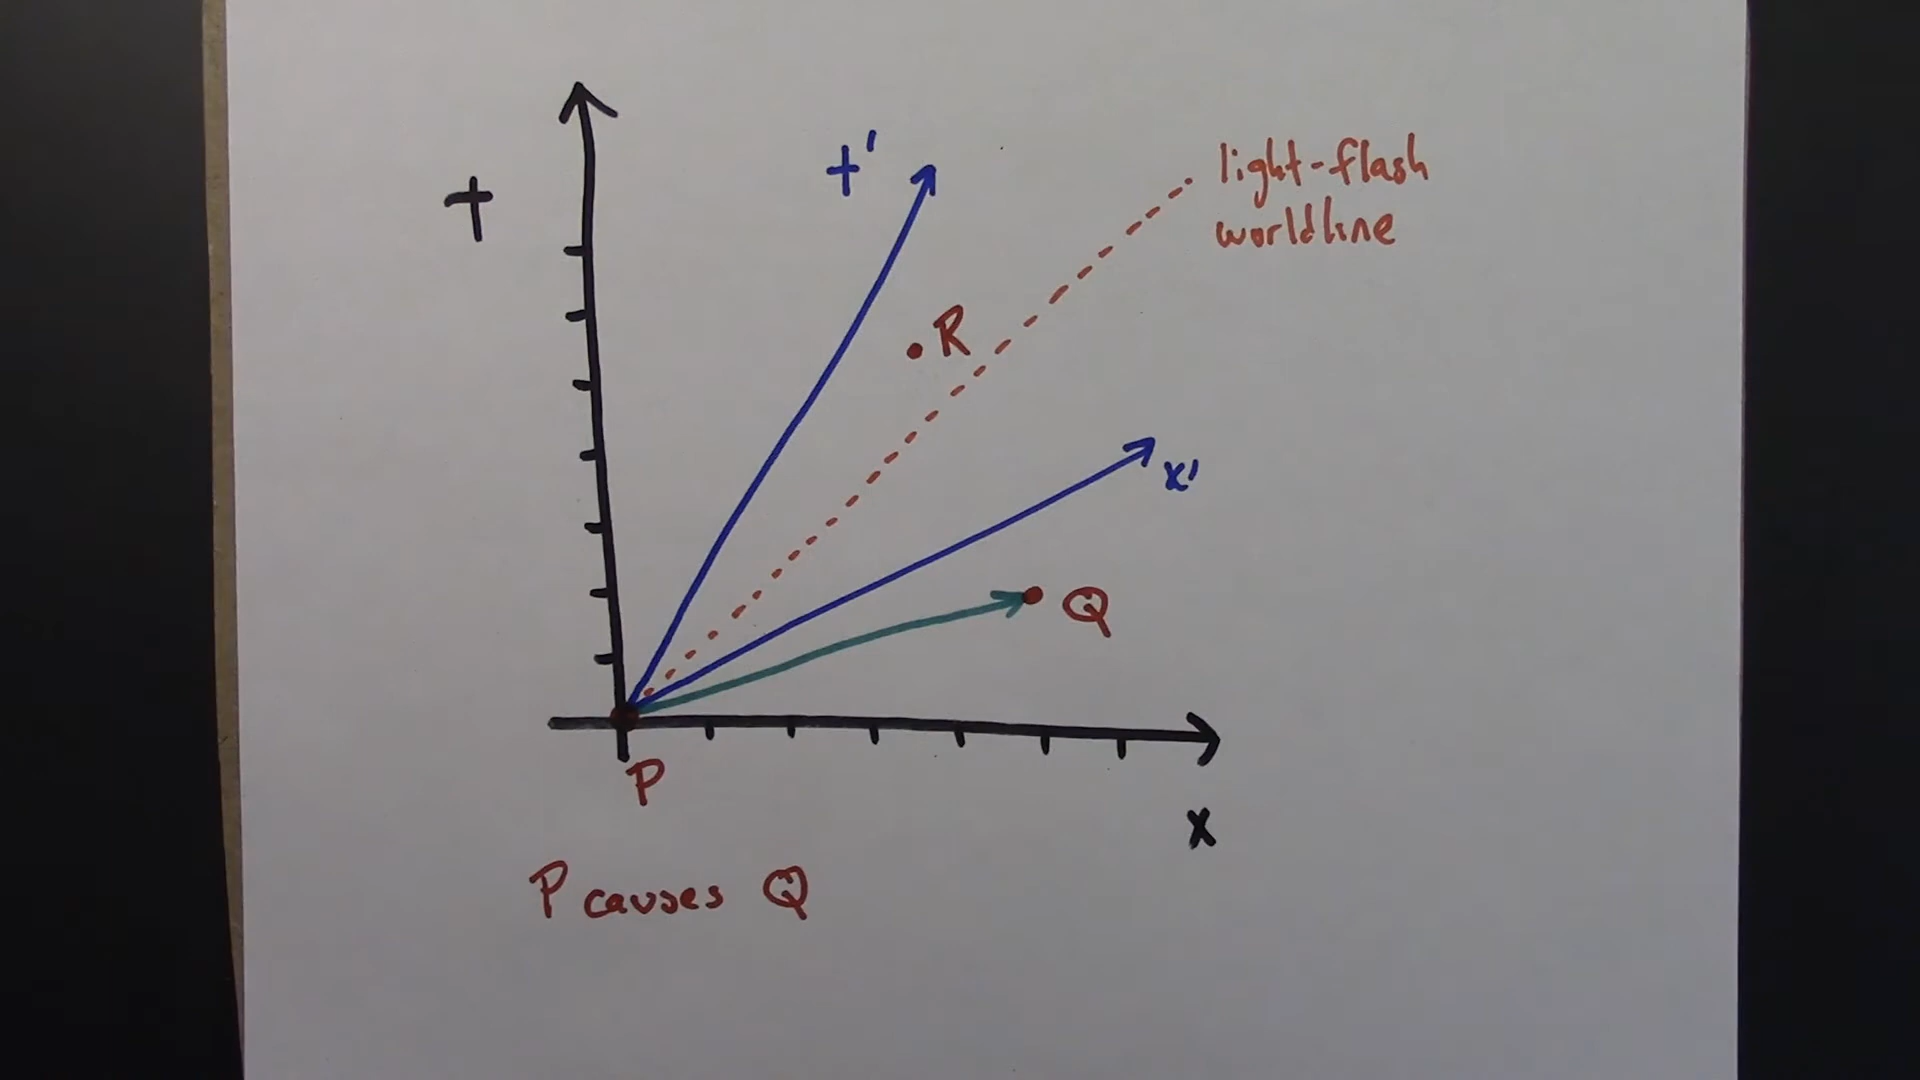 t
t'
light-flash
worldline
R
x'
Q
P
x
P causes Q